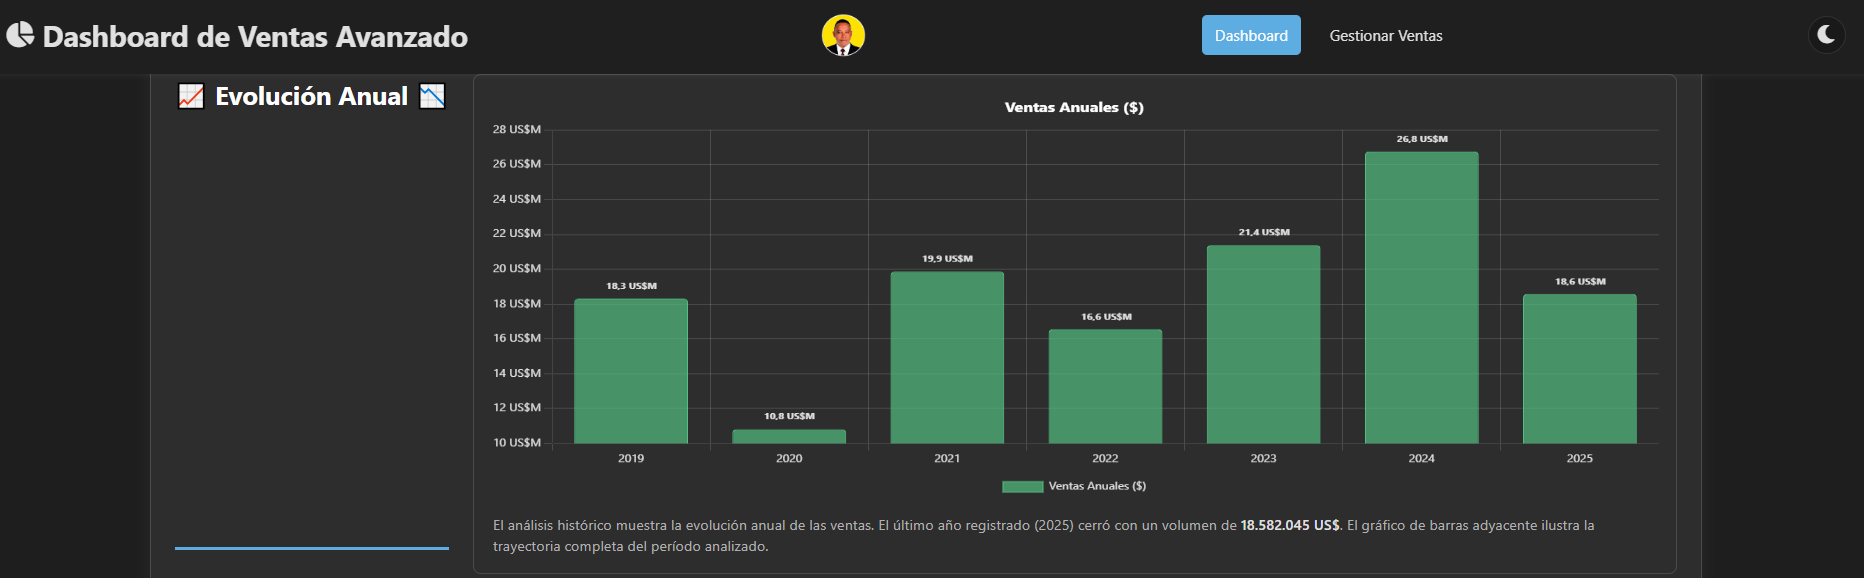 Dashboard de Ventas Avanzado
Dashboard
Gestionar Ventas
Evolución Anual
Ventas Anuales ($)
28 US$M
26 US$M
24 US$M
22 US$M
20 US$M
18 US$M
16 US$M
14 US$M
12 US$M
10 US$M
18,3 US$M
10,8 US$M
19,9 US$M
16,6 US$M
21,4 US$M
26,8 US$M
18,6 US$M
2019
2020
2021
2022
2023
2024
2025
Ventas Anuales ($)
El análisis histórico muestra la evolución anual de las ventas. El último año registrado (2025) cerró con un volumen de 18.582.045 US$. El gráfico de barras adyacente ilustra la
trayectoria completa del período analizado.